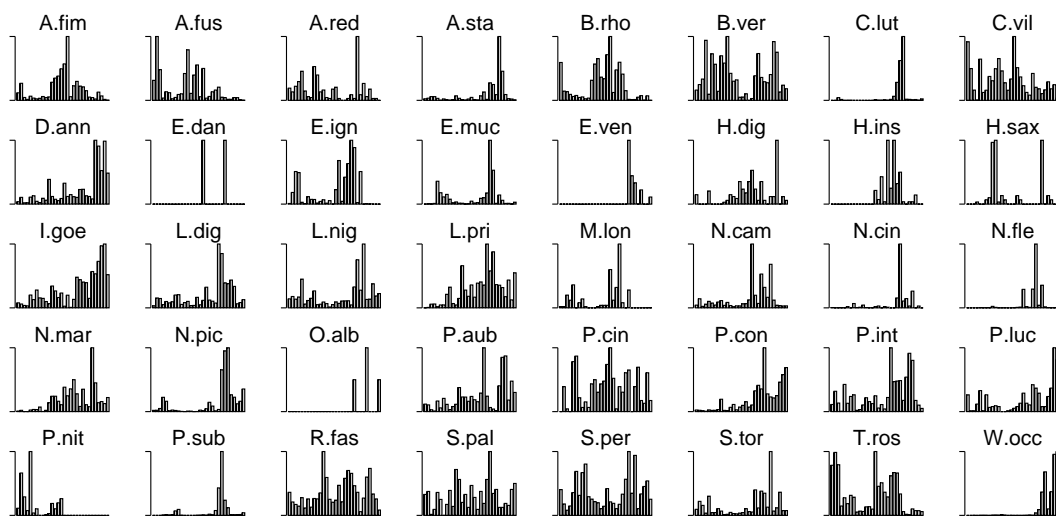 A.fim A.fus A.red A.sta B.rho B.ver C.lut C.vil
D.ann E.dan E.ign E.muc E.ven H.dig H.ins H.sax
I.goe L.dig L.nig L.pri M.lon N.cam N.cin N.fle
N.mar N.pic O.alb P.aub P.cin P.con P.int P.luc
P.nit P.sub R.fas S.pal S.per S.tor T.ros W.occ